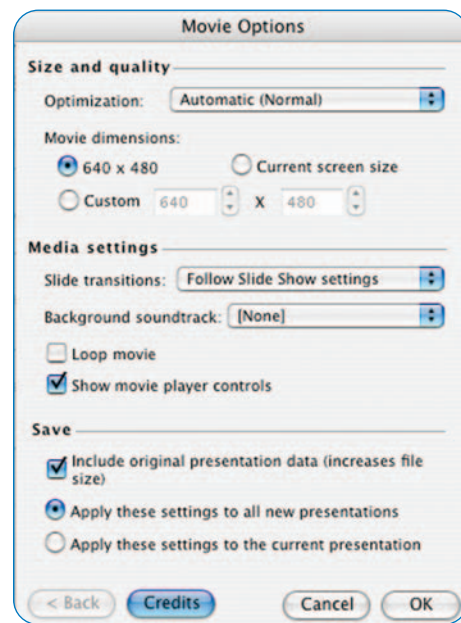 Movie Options
Size and quality
Optimization: Automatic (Normal)
Movie dimensions:
640 x 480 Current screen size
Custom 640 X 480
Media settings
Slide transitions: Follow Slide Show settings
Background soundtrack: [None]
Loop movie
Show movie player controls
Save
Include original presentation data (increases file
size)
Apply these settings to all new presentations
Apply these settings to the current presentation
< Back Credits Cancel OK